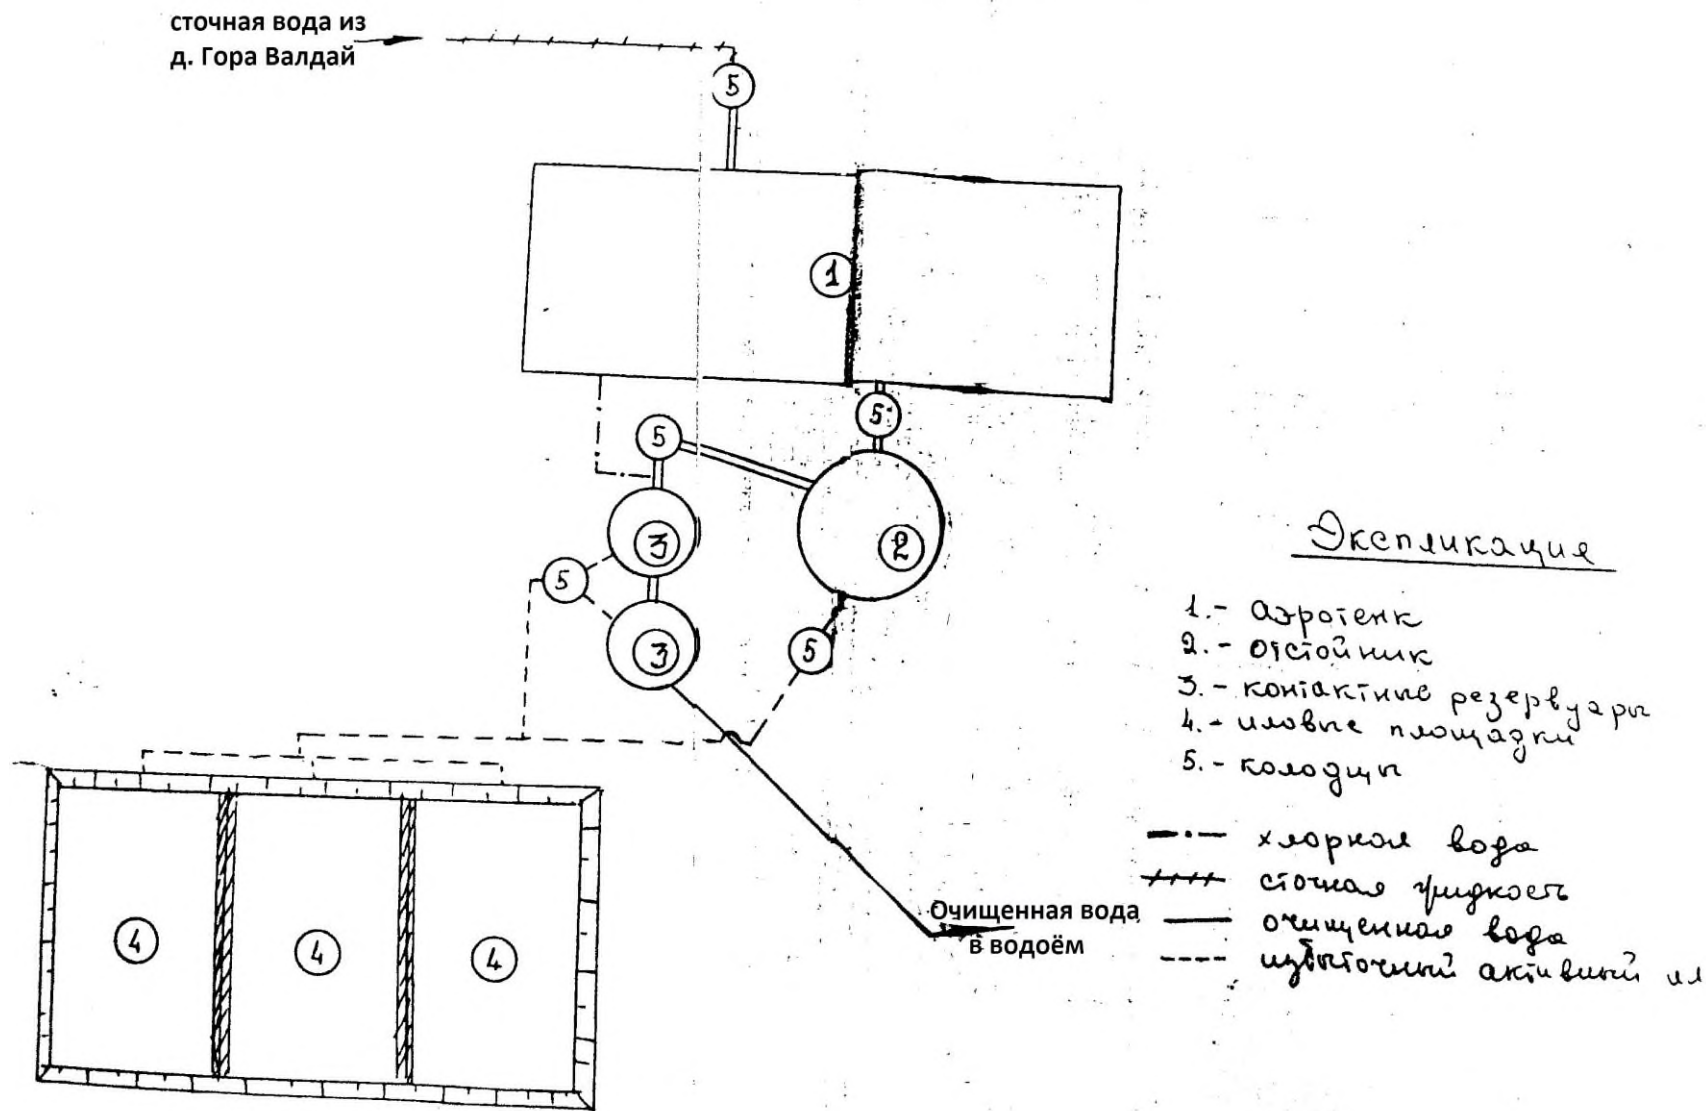 сточная вода из
д. Гора Валдай
5
1
5
5
3
2
5
3
5
Экспликация
1.- аэротенк
2.- отстойник
3.- контактные резервуары
4.- иловые площадки
5.- колодцы
хлорная вода
сточная жидкость
очищенная вода
избыточный активный ил
Очищенная вода
в водоём
4
4
4